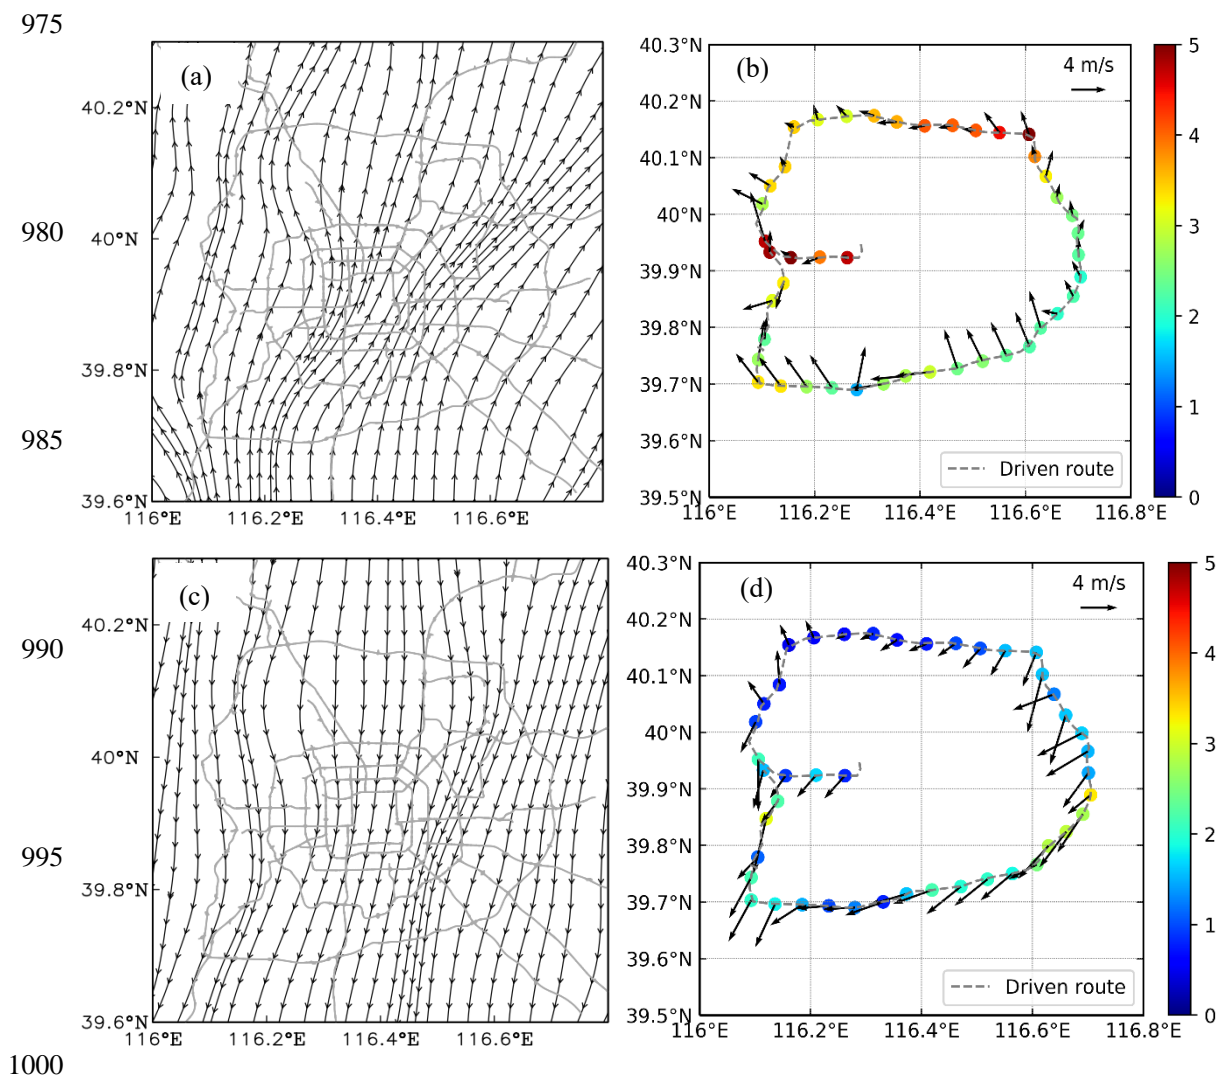 975
980
985
990
995
1000
(a)
40.2°N
40°N
39.8°N
39.6°N
116°E
116.2°E
116.4°E
116.6°E
(b)
4 m/s
40.3°N
40.2°N
40.1°N
40°N
39.9°N
39.8°N
39.7°N
39.6°N
39.5°N
116°E
116.2°E
116.4°E
116.6°E
116.8°E
Driven route
5
4
3
2
1
0
(c)
40.2°N
40°N
39.8°N
39.6°N
116°E
116.2°E
116.4°E
116.6°E
(d)
4 m/s
40.3°N
40.2°N
40.1°N
40°N
39.9°N
39.8°N
39.7°N
39.6°N
39.5°N
116°E
116.2°E
116.4°E
116.6°E
116.8°E
Driven route
5
4
3
2
1
0